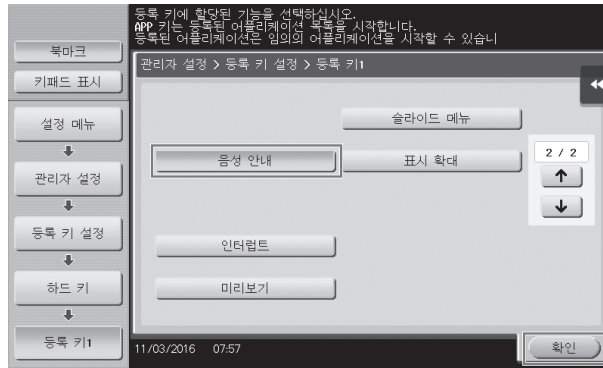 등록 키에 할당된 기능을 선택하십시오.
APP 키는 등록된 어플리케이션 목록을 시작합니다.
등록된 어플리케이션은 임의의 어플리케이션을 시작할 수 있습니
북마크
키패드 표시
관리자 설정 > 등록 키 설정 > 등록 키1
설정 메뉴
관리자 설정
등록 키 설정
하드 키
등록 키1
슬라이드 메뉴
음성 안내
표시 확대
2 / 2
인터럽트
미리보기
11/03/2016 07:57
확인